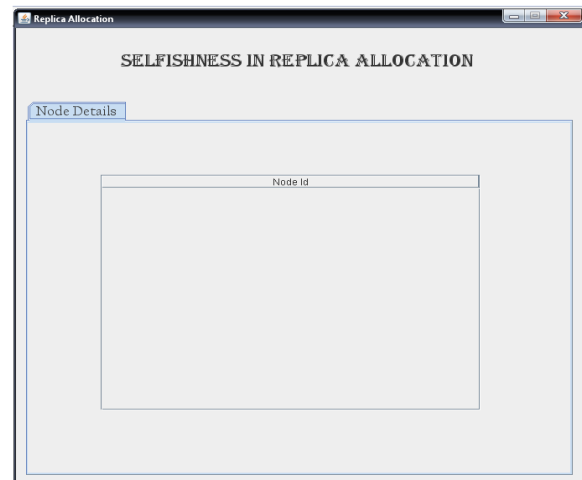 Replica Allocation
SELFISHNESS IN REPLICA ALLOCATION
Node Details
Node Id